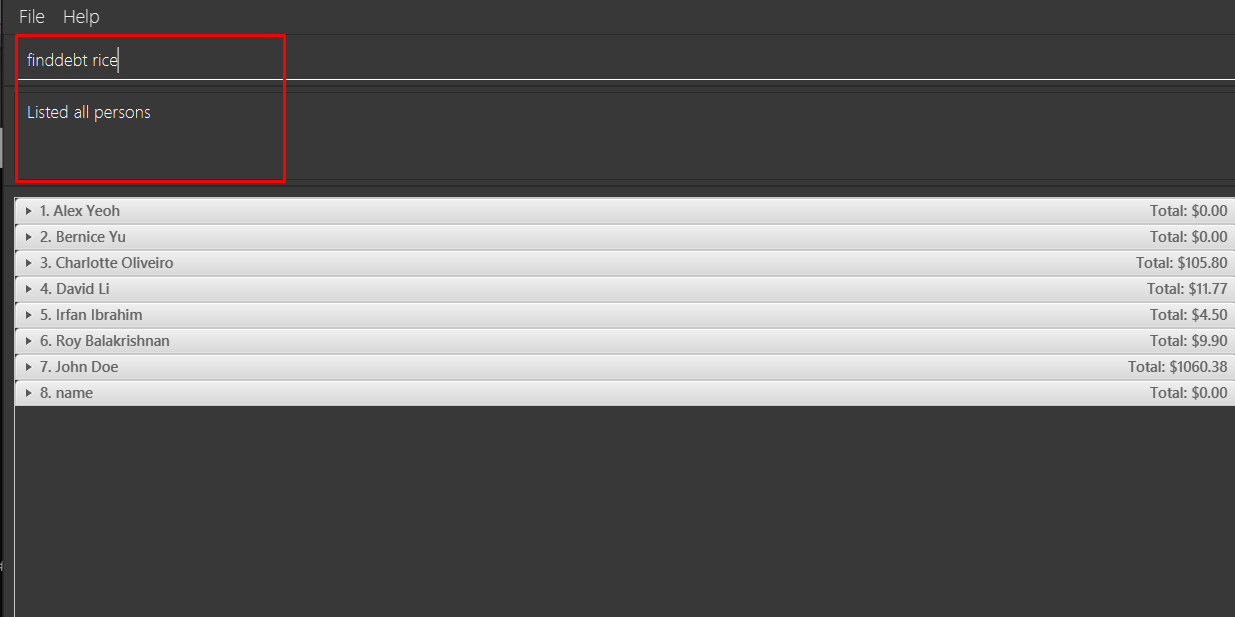 File Help
finddebt rice
Listed all persons
1. Alex Yeoh Total: $0.00
2. Bernice Yu Total: $0.00
3. Charlotte Oliveiro Total: $105.80
4. David Li Total: $11.77
5. Irfan Ibrahim Total: $4.50
6. Roy Balakrishnan Total: $9.90
7. John Doe Total: $1060.38
8. name Total: $0.00